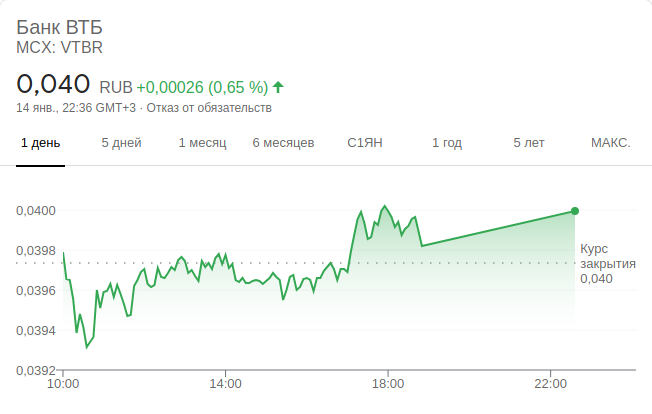 Банк ВТБ
MCX: VTBR
0,040 RUB +0,00026 (0,65 %)
14 янв., 22:36 GMT+3 · Отказ от обязательств
1 день 5 дней 1 месяц 6 месяцев С1ЯН 1 год 5 лет МАКС.
0,0400
0,0398
0,0396
0,0394
0,0392
Курс
закрытия
0,040
10:00 14:00 18:00 22:00